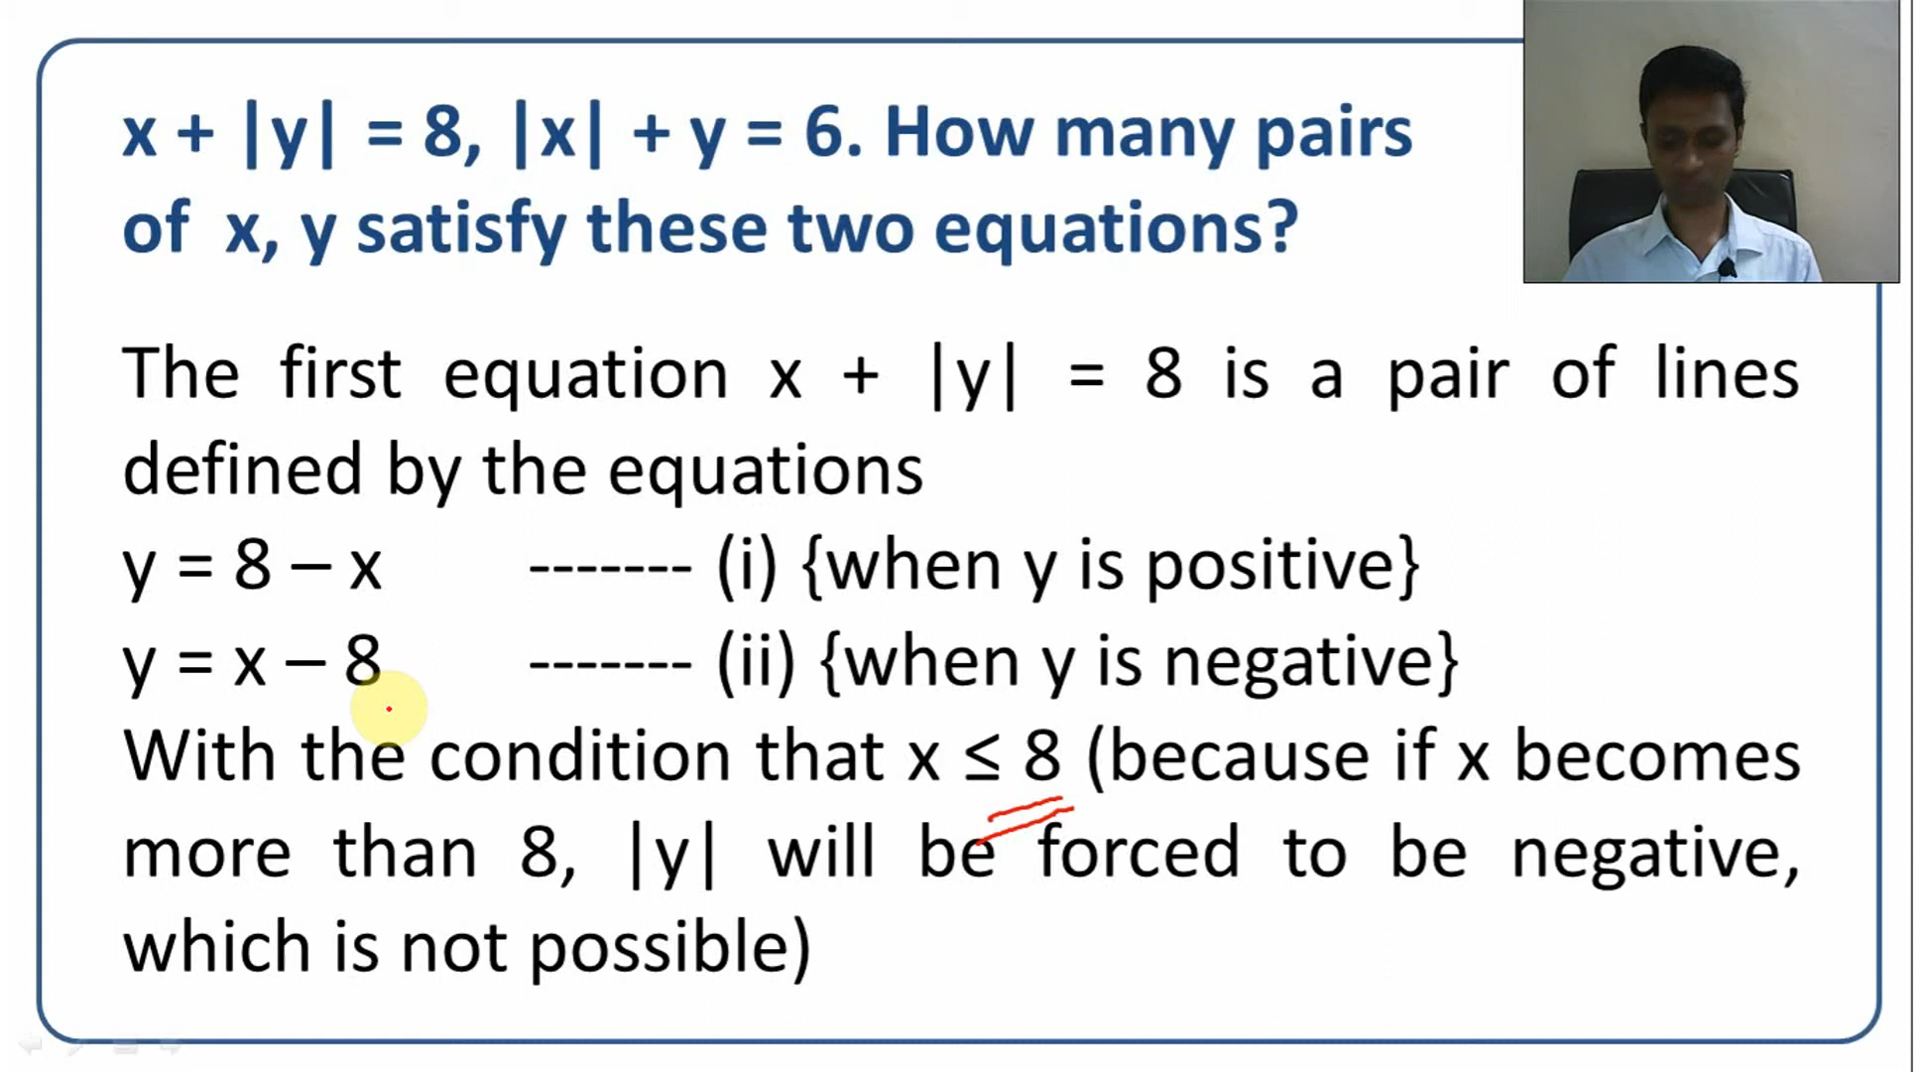 x + |y| = 8, |x| + y = 6. How many pairs
of x, y satisfy these two equations?
The first equation x + |y| = 8 is a pair of lines
defined by the equations
y = 8 – x ------- (i) {when y is positive}
y = x – 8 ------- (ii) {when y is negative}
With the condition that x ≤ 8 (because if x becomes
more than 8, |y| will be forced to be negative,
which is not possible)